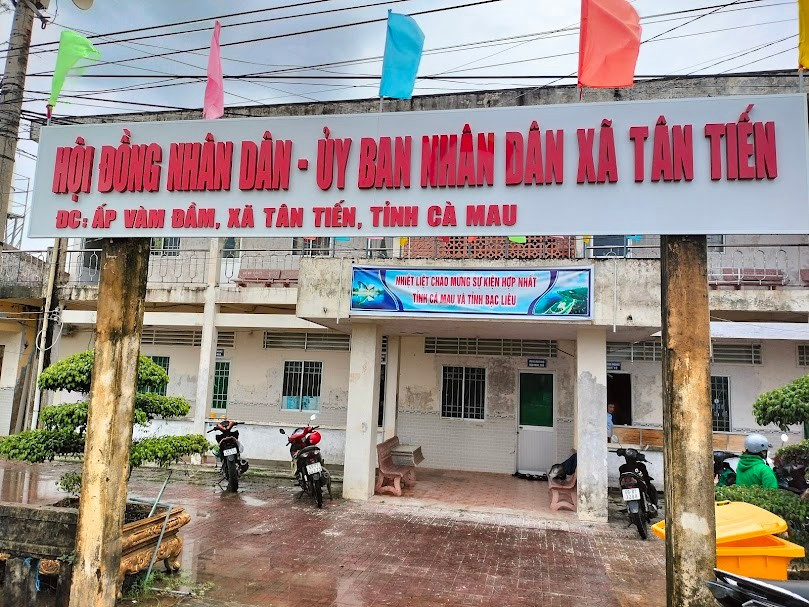 HỘI ĐỒNG NHÂN DÂN - ỦY BAN NHÂN DÂN XÃ TÂN TIẾN
ĐC: ẤP VÀM ĐẦM, XÃ TÂN TIẾN, TỈNH CÀ MAU
NHIỆT LIỆT CHÀO MỪNG SỰ KIỆN HỢP NHẤT
TỈNH CÀ MAU VÀ TỈNH BẠC LIÊU